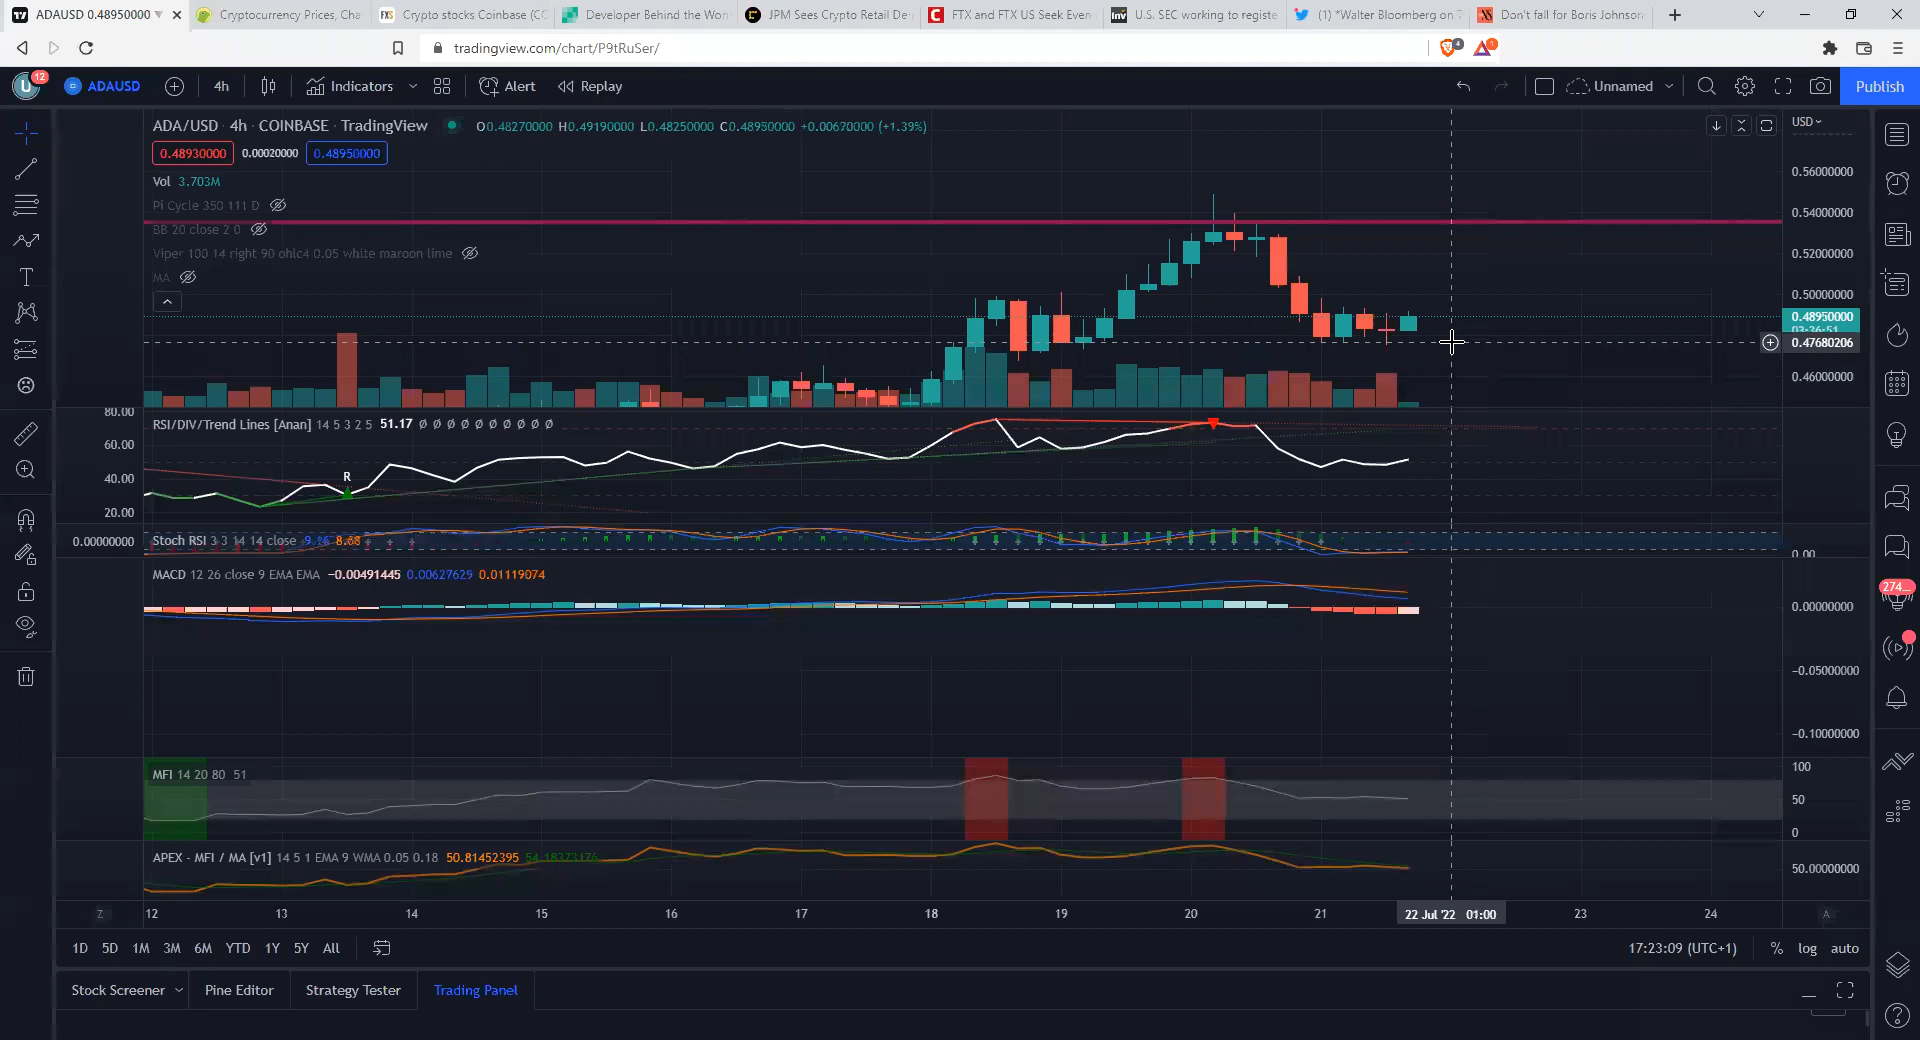 ADAUSD 0.48950000
Cryptocurrency Prices, Cha
Crypto stocks Coinbase (CO
Developer Behind the Wor
JPM Sees Crypto Retail De
FTX and FTX US Seek Even
U.S. SEC working to registe
(1) *Walter Bloomberg on
Don't fall for Boris Johnson
tradingview.com/chart/P9tRuSer/
4
1
12
U
ADAUSD
4h
Indicators
Alert
Replay
Unnamed
Publish
ADA/USD · 4h · COINBASE · TradingView
O0.48270000 H0.49190000 L0.48250000 C0.48950000 +0.00670000 (+1.39%)
USD
0.48930000 0.00020000 0.48950000
Vol 3.703M
Pi Cycle 350 111 D
BB 20 close 2 0
Viper 100 14 right 90 ohlc4 0.05 white maroon lime
MA
0.56000000
0.54000000
0.52000000
0.50000000
0.48950000
03:36:51
0.47680206
0.46000000
80.00
60.00
40.00
20.00
RSI/DIV/Trend Lines [Anan] 14 5 3 2 5 51.17 Ø Ø Ø Ø Ø Ø Ø Ø Ø Ø
R
0.00000000
Stoch RSI 3 3 14 14 close 9.26 8.68
0.00
MACD 12 26 close 9 EMA EMA −0.00491445 0.00627629 0.01119074
0.00000000
−0.05000000
−0.10000000
274
MFI 14 20 80 51
100
50
0
APEX - MFI / MA [v1] 14 5 1 EMA 9 WMA 0.05 0.18 50.81452395 54.18373176
50.00000000
Z
12 13 14 15 16 17 18 19 20 21 22 Jul '22 01:00 23 24
A
1D 5D 1M 3M 6M YTD 1Y 5Y All
17:23:09 (UTC+1)
% log auto
Stock Screener
Pine Editor
Strategy Tester
Trading Panel